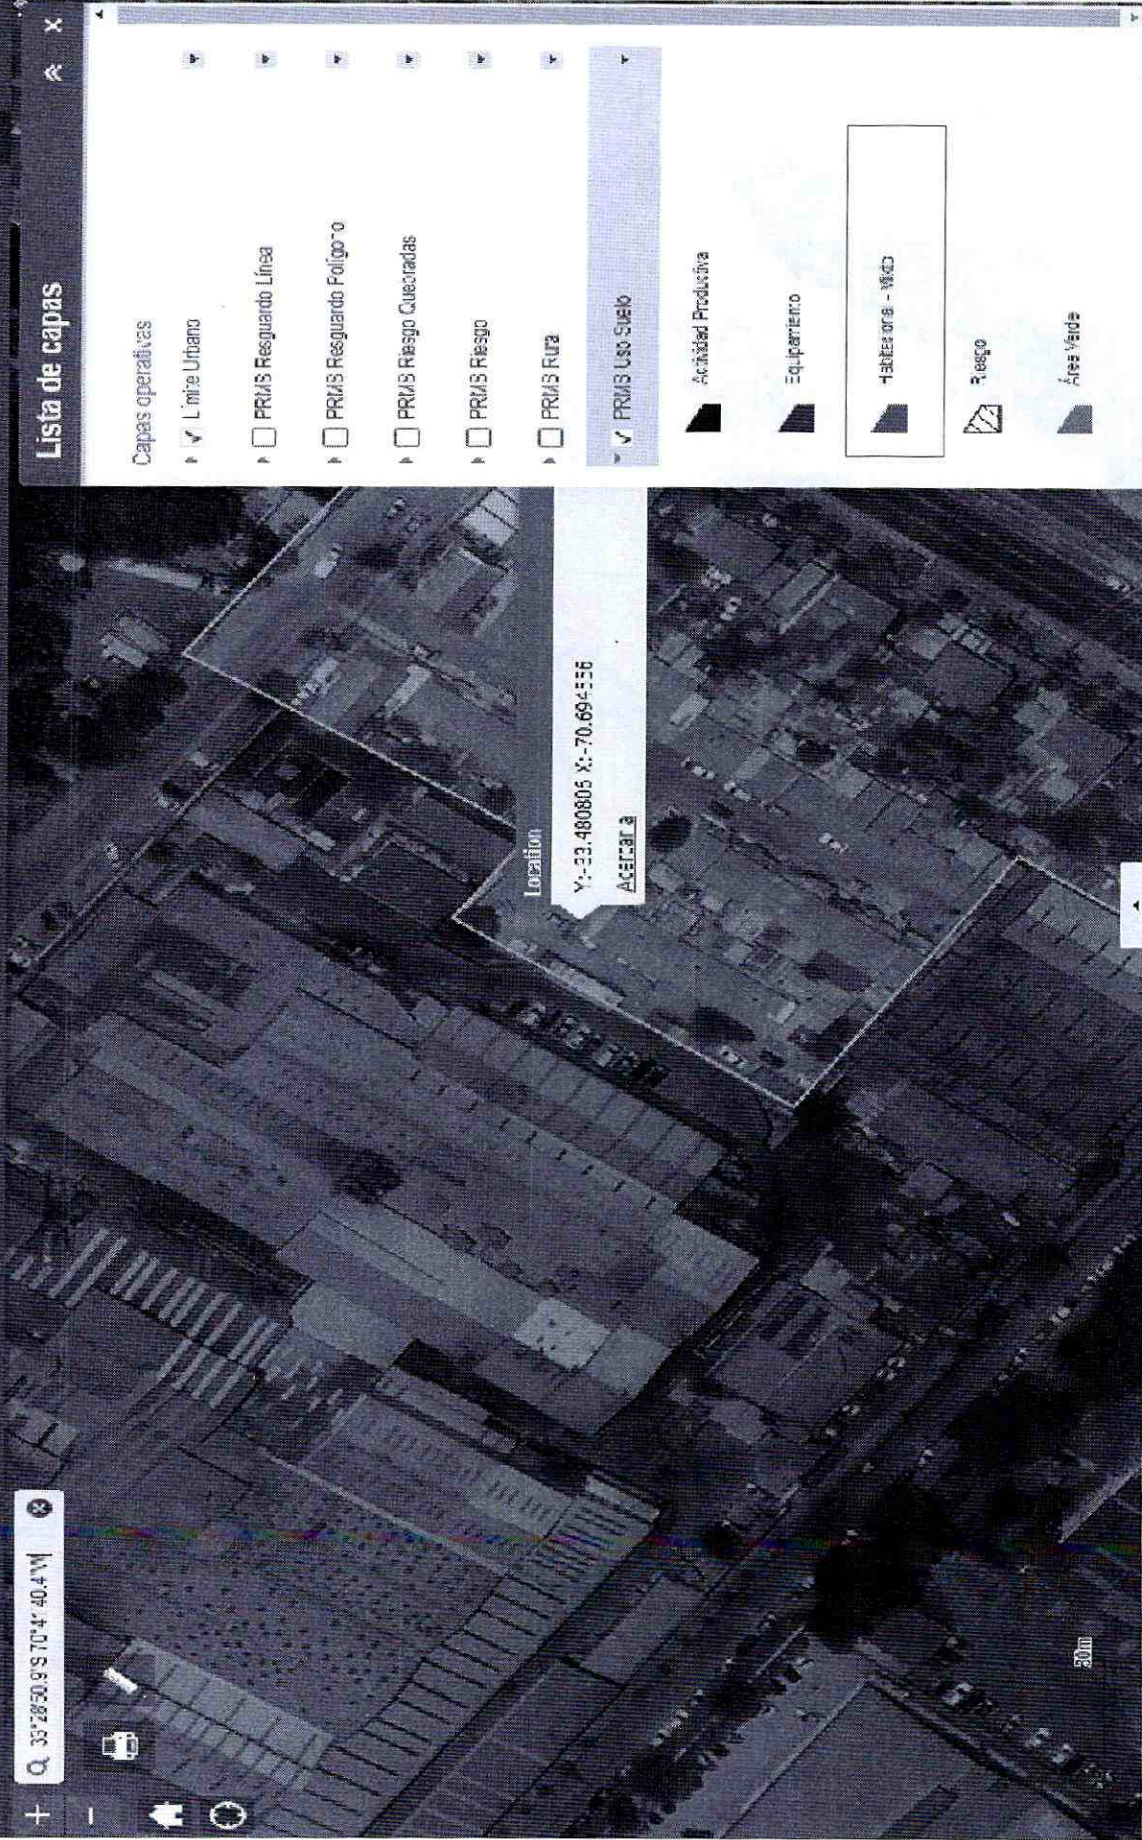 33°28'50.9"S 70°41'40.4"W
Lista de capas
Capas operativas
Límite Urbano
PRMS Resguardo Línea
PRMS Resguardo Polígono
PRMS Riesgo Quebradas
PRMS Riesgo
PRMS Rural
PRMS Uso Suelo
Actividad Productiva
Equipamiento
Habitacional - Mixto
Riesgo
Área Verde
Location
Y:-33.480805 X:-70.694556
Acercar a
30m